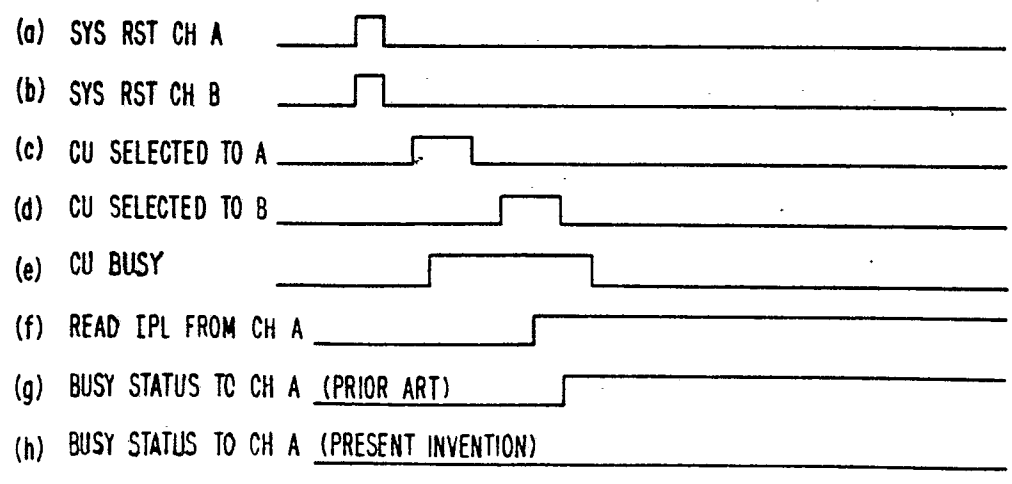 (a) SYS RST CH A
(b) SYS RST CH B
(c) CU SELECTED TO A
(d) CU SELECTED TO B
(e) CU BUSY
(f) READ IPL FROM CH A
(g) BUSY STATUS TO CH A (PRIOR ART)
(h) BUSY STATUS TO CH A (PRESENT INVENTION)